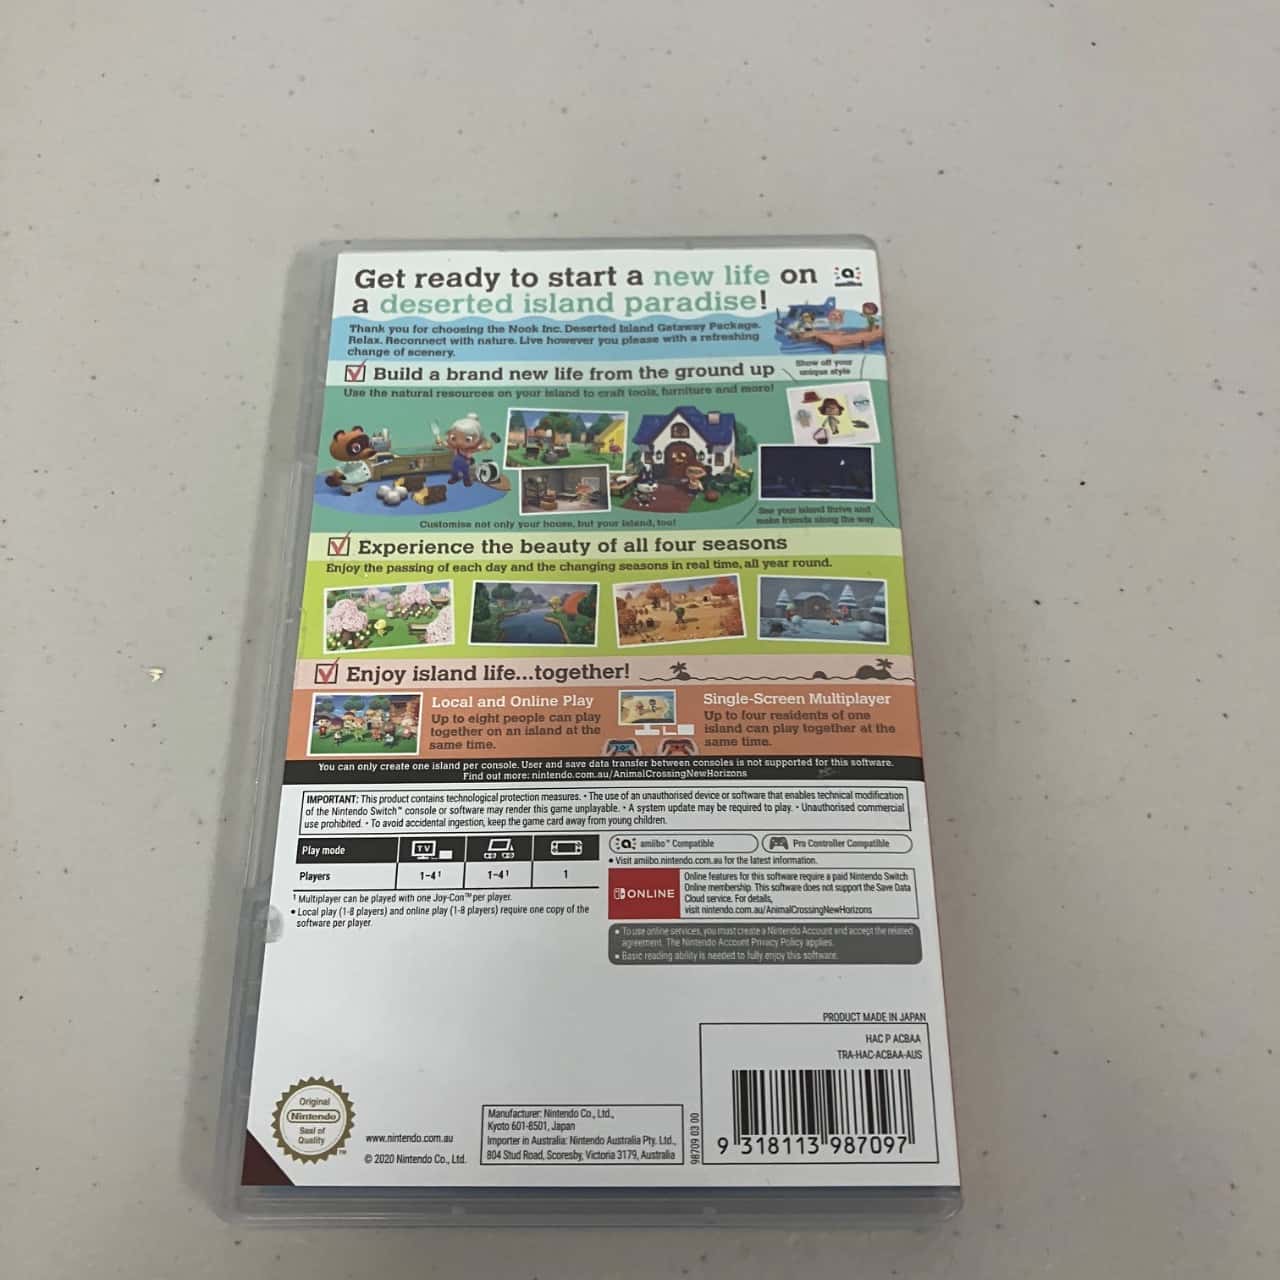 Get ready to start a new life on
a deserted island paradise!
Thank you for choosing the Nook Inc. Deserted Island Getaway Package.
Relax. Reconnect with nature. Live however you please with a refreshing
change of scenery.
Show off your
unique style
Build a brand new life from the ground up
Use the natural resources on your island to craft tools, furniture and more!
Customise not only your house, but your island, too!
See your island thrive and
make friends along the way
Experience the beauty of all four seasons
Enjoy the passing of each day and the changing seasons in real time, all year round.
Enjoy island life...together!
Local and Online Play
Up to eight people can play
together on an island at the
same time.
Single-Screen Multiplayer
Up to four residents of one
island can play together at the
same time.
You can only create one island per console. User and save data transfer between consoles is not supported for this software.
Find out more: nintendo.com.au/AnimalCrossingNewHorizons
IMPORTANT: This product contains technological protection measures. • The use of an unauthorised device or software that enables technical modification
of the Nintendo Switch™ console or software may render this game unplayable. • A system update may be required to play. • Unauthorised commercial
use prohibited. • To avoid accidental ingestion, keep the game card away from young children.
Play mode TV
Players 1-4¹ 1-4¹ 1
¹ Multiplayer can be played with one Joy-Con™ per player.
• Local play (1-8 players) and online play (1-8 players) require one copy of the
software per player.
amiibo™ Compatible
Pro Controller Compatible
• Visit amiibo.nintendo.com.au for the latest information.
ONLINE
Online features for this software require a paid Nintendo Switch
Online membership. This software does not support the Save Data
Cloud service. For details,
visit nintendo.com.au/AnimalCrossingNewHorizons
• To use online services, you must create a Nintendo Account and accept the related
agreement. The Nintendo Account Privacy Policy applies.
• Basic reading ability is needed to fully enjoy this software.
PRODUCT MADE IN JAPAN
HAC P ACBAA
TRA-HAC-ACBAA-AUS
9 318113 987097
98709 03 00
Original
Nintendo
Seal of
Quality
TM
www.nintendo.com.au
© 2020 Nintendo Co., Ltd.
Manufacturer: Nintendo Co., Ltd.,
Kyoto 601-8501, Japan
Importer in Australia: Nintendo Australia Pty. Ltd.,
804 Stud Road, Scoresby, Victoria 3179, Australia